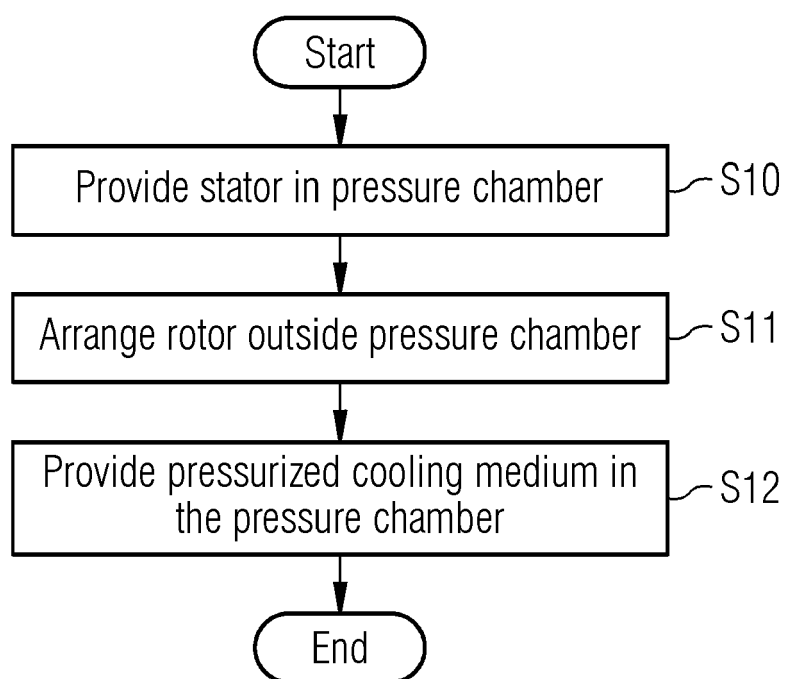 Start
Provide stator in pressure chamber
S10
Arrange rotor outside pressure chamber
S11
Provide pressurized cooling medium in
the pressure chamber
S12
End